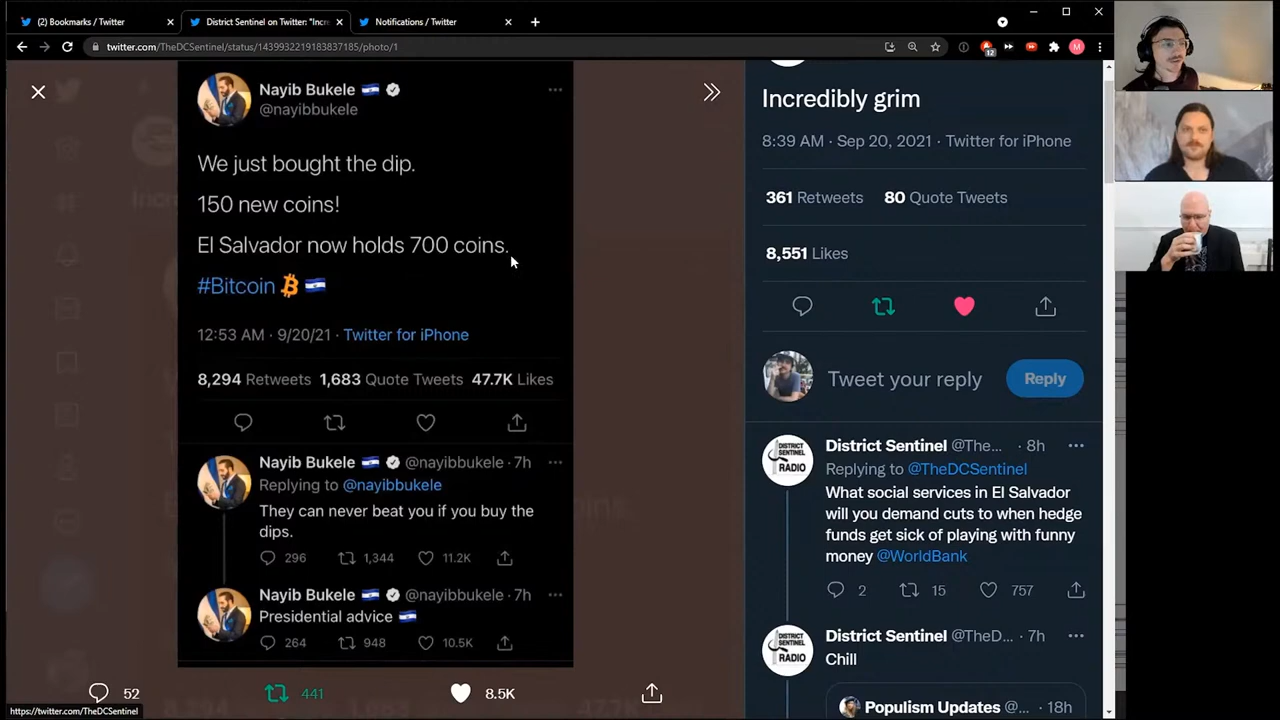 (2) Bookmarks / Twitter
District Sentinel on Twitter: "Incr
Notifications / Twitter
twitter.com/TheDCSentinel/status/1439932219183837185/photo/1
12
M
Nayib Bukele
@nayibbukele
We just bought the dip.
150 new coins!
El Salvador now holds 700 coins.
#Bitcoin
12:53 AM · 9/20/21 · Twitter for iPhone
8,294 Retweets 1,683 Quote Tweets 47.7K Likes
Nayib Bukele @nayibbukele · 7h
Replying to @nayibbukele
They can never beat you if you buy the
dips.
296 1,344 11.2K
Nayib Bukele @nayibbukele · 7h
Presidential advice
264 948 10.5K
52 441 8.5K
https://twitter.com/TheDCSentinel
Incredibly grim
8:39 AM · Sep 20, 2021 · Twitter for iPhone
361 Retweets 80 Quote Tweets
8,551 Likes
Tweet your reply
Reply
DISTRICT
SENTINEL
RADIO
District Sentinel @The... · 8h
Replying to @TheDCSentinel
What social services in El Salvador
will you demand cuts to when hedge
funds get sick of playing with funny
money @WorldBank
2 15 757
DISTRICT
SENTINEL
RADIO
District Sentinel @TheD... · 7h
Chill
Populism Updates @... · 18h